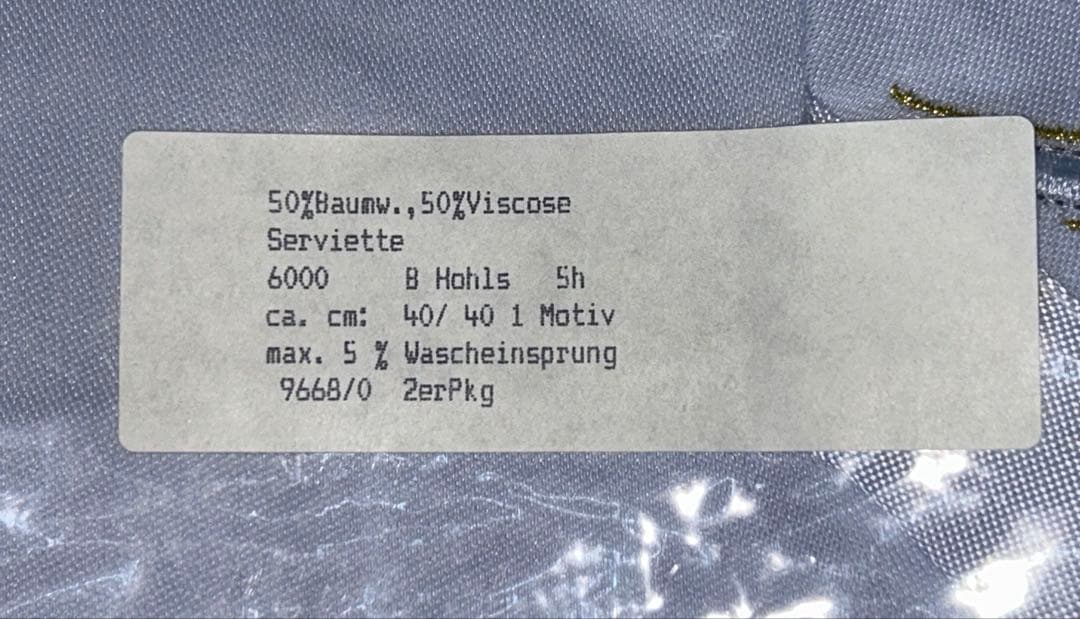 50%Baumw.,50%Viscose
Serviette
6000 B Hohls 5h
ca. cm: 40/ 40 1 Motiv
max. 5 % Wascheinsprung
9668/0 2erPkg